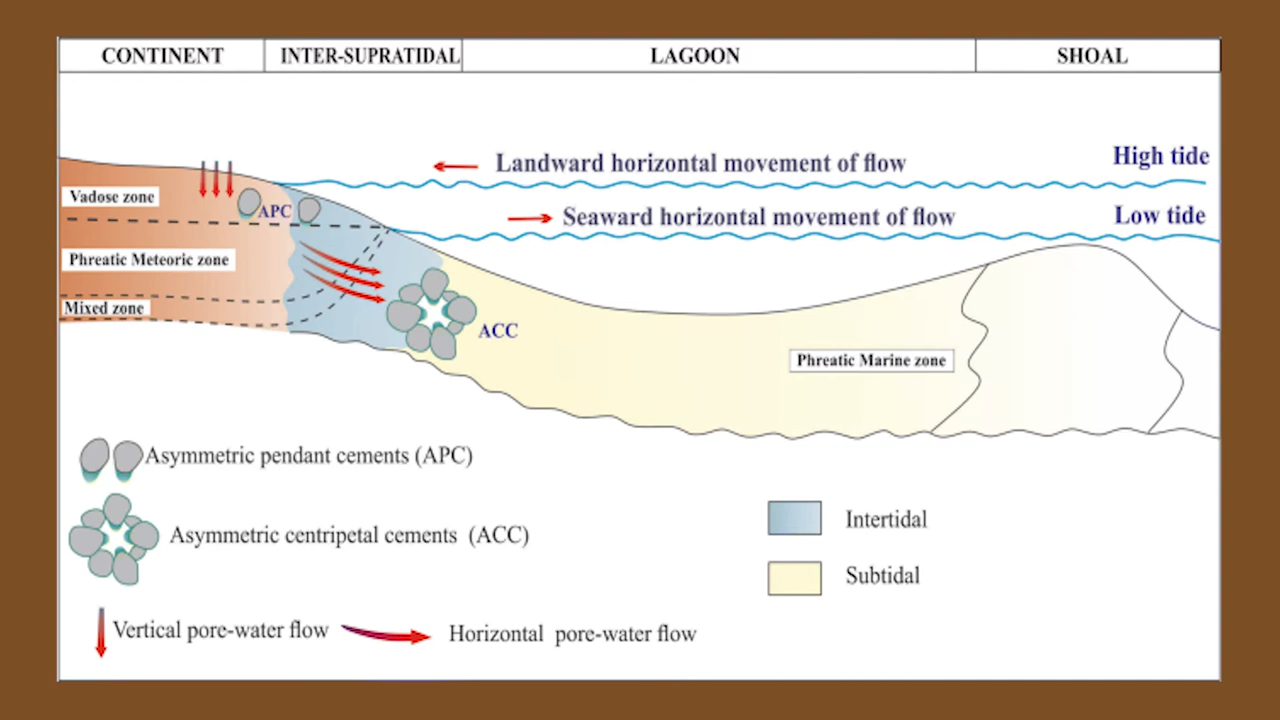 CONTINENT
INTER-SUPRATIDAL
LAGOON
SHOAL
Landward horizontal movement of flow
High tide
Vadose zone
APC
Seaward horizontal movement of flow
Low tide
Phreatic Meteoric zone
Mixed zone
ACC
Phreatic Marine zone
Asymmetric pendant cements (APC)
Asymmetric centripetal cements (ACC)
Intertidal
Subtidal
Vertical pore-water flow
Horizontal pore-water flow